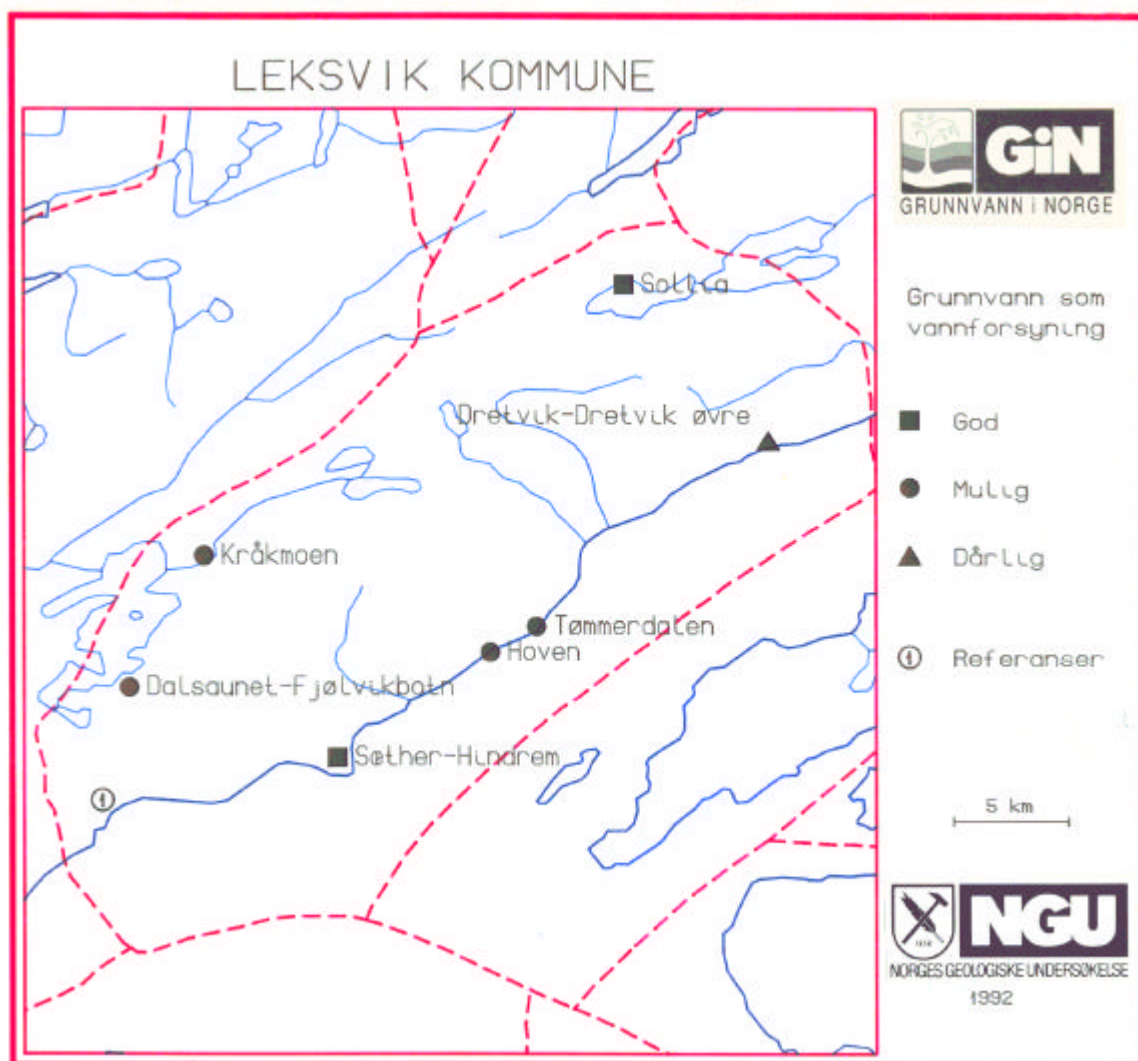 LEKSVIK KOMMUNE
GiN
GRUNNVANN I NORGE
Sollia
Grunnvann som
vannforsyning
Dretvik-Dretvik øvre
God
Mulig
Kråkmoen
Dårlig
Tømmerdalen
Hoven
Referanser
Dalsaunet-Fjølvikbotn
Sæther-Hindrem
5 km
NGU
NORGES GEOLOGISKE UNDERSØKELSE
1992